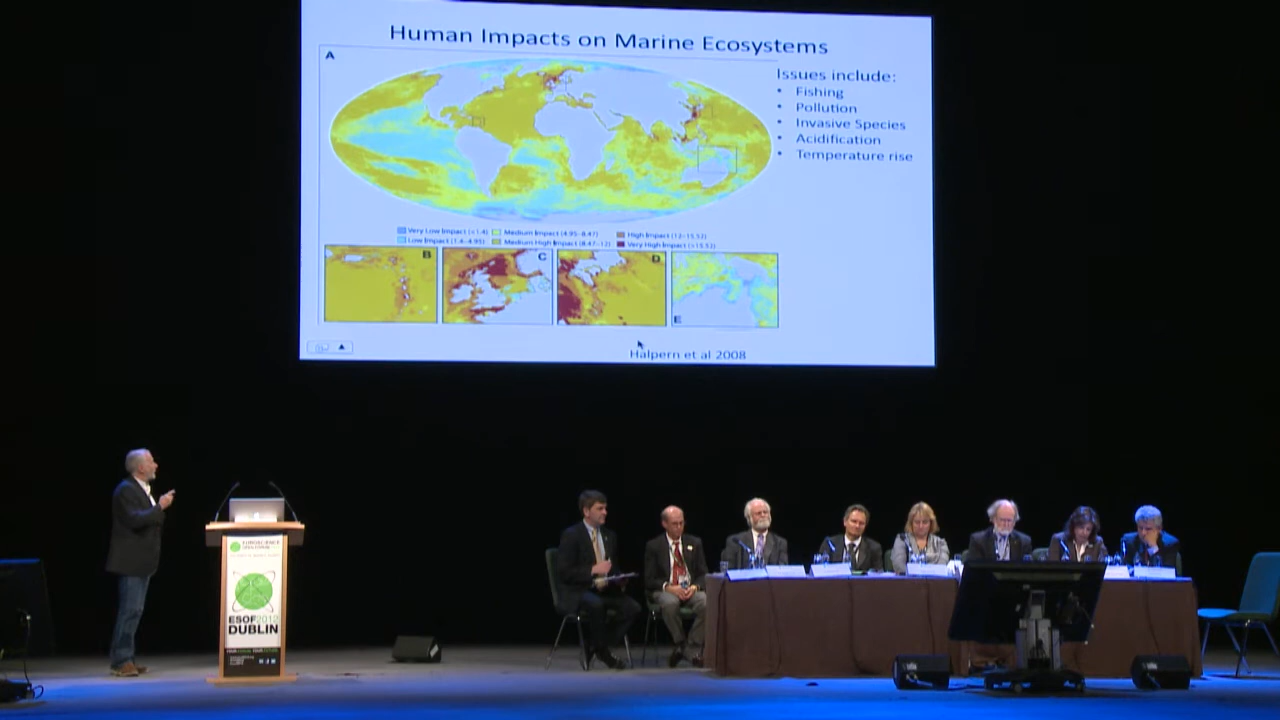 Human Impacts on Marine Ecosystems
A
Issues include:
• Fishing
• Pollution
• Invasive Species
• Acidification
• Temperature rise
Very Low Impact (<1.4)
Medium Impact (4.95-8.47)
High Impact (12-15.52)
Low Impact (1.4-4.95)
Medium High Impact (8.47-12)
Very High Impact (>15.52)
B
C
D
E
Halpern et al 2008
EUROSCIENCE
ESOF2012
DUBLIN